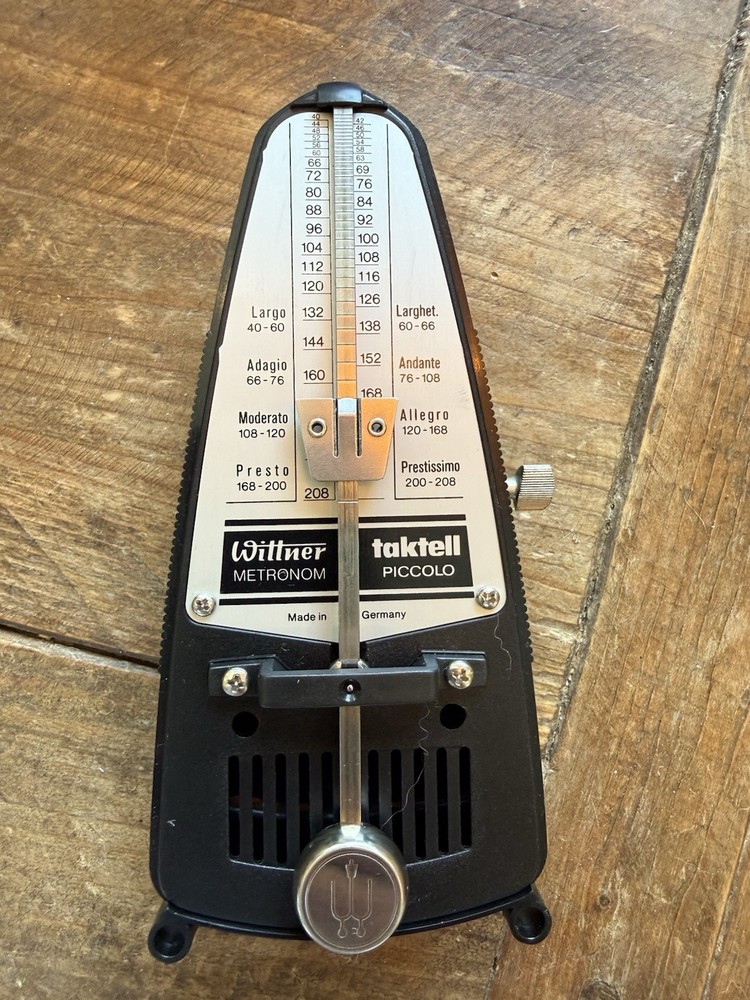 40 42
44 46
48 50
52 54
56 58
60 63
66 69
72 76
80 84
88 92
96 100
104 108
112 116
120 126
132 138
144 152
160 168
208
Largo
40-60
Larghet.
60-66
Adagio
66-76
Andante
76-108
Moderato
108-120
Allegro
120-168
Presto
168-200
Prestissimo
200-208
Wittner
METRONOM
taktell
PICCOLO
Made in Germany